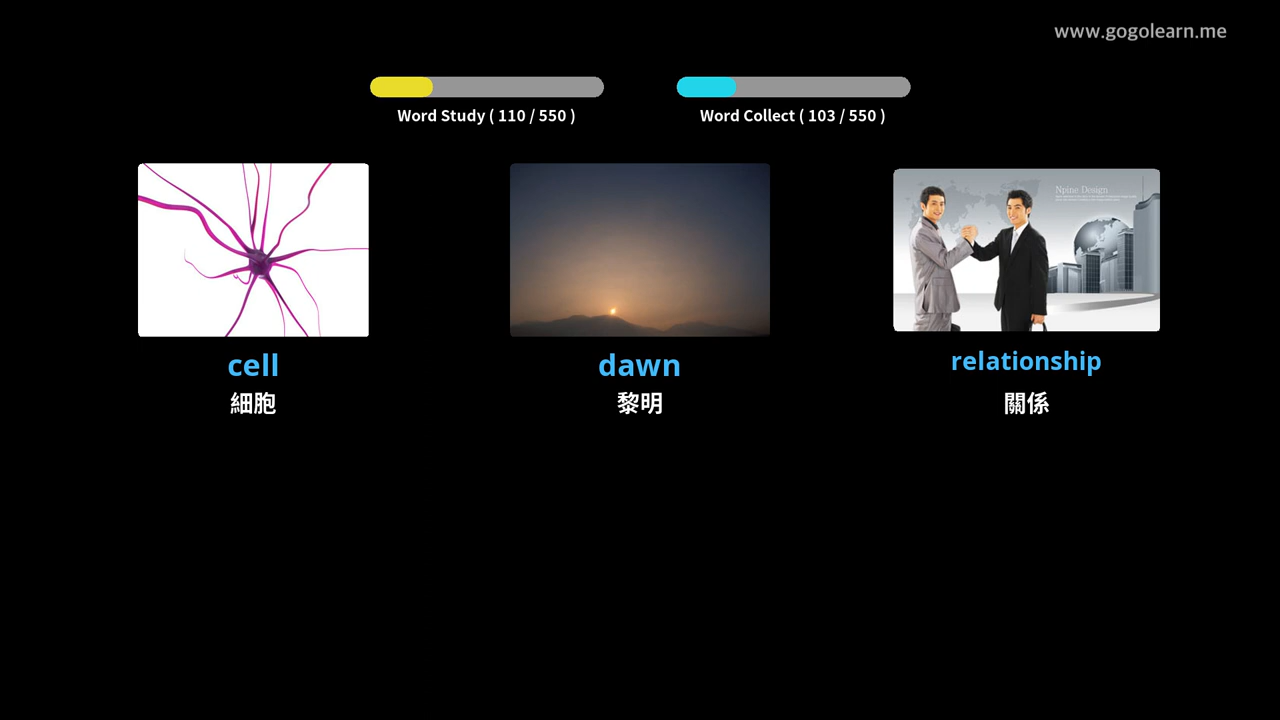 www.gogolearn.me
Word Study ( 110 / 550 )
Word Collect ( 103 / 550 )
Npine Design
cell
dawn
relationship
細胞
黎明
關係